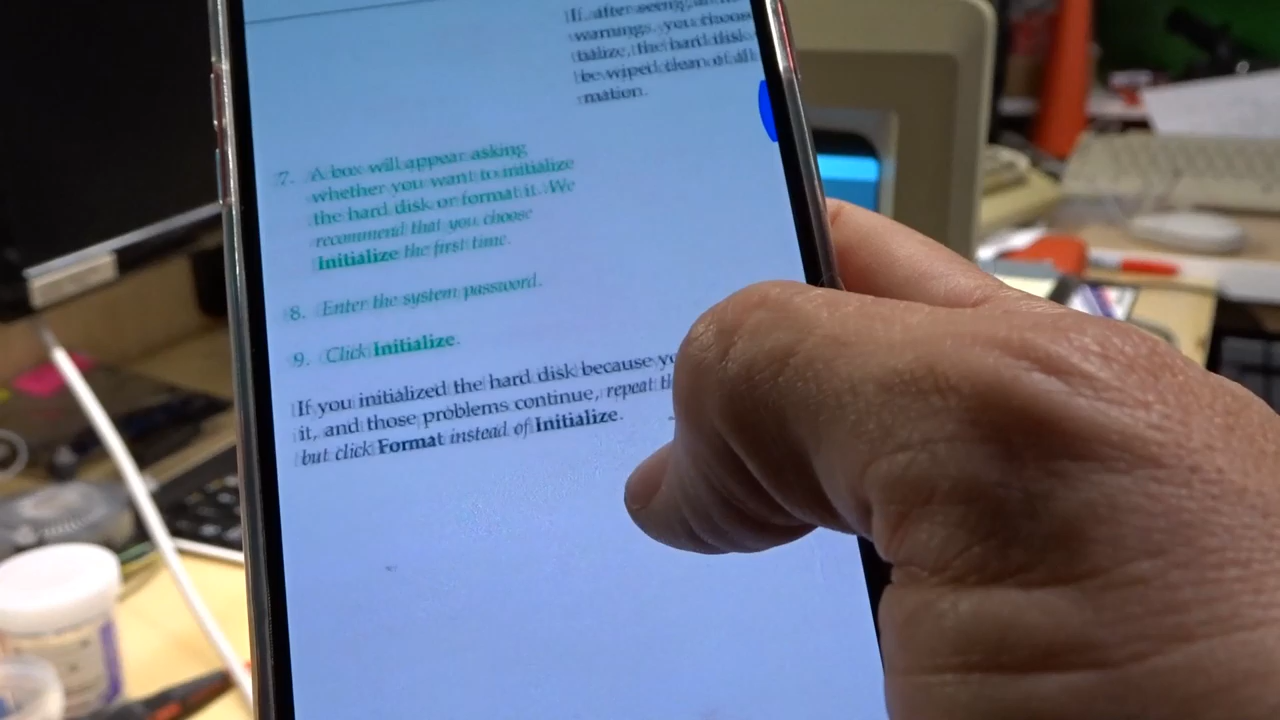 If, after seeing
warnings, you choose
tialize, the hard disk
be wiped clean of all
mation.
7. A box will appear asking
whether you want to initialize
the hard disk or format it. We
recommend that you choose
Initialize the first time.
8. Enter the system password.
9. Click Initialize.
If you initialized the hard disk because
it, and those problems continue, repeat
but click Format instead of Initialize.